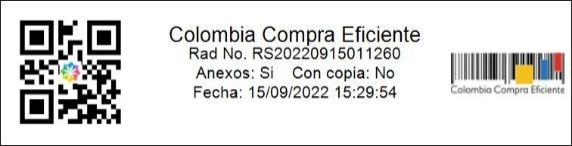 Colombia Compra Eficiente
Rad No. RS20220915011260
Anexos: Si Con copia: No
Fecha: 15/09/2022 15:29:54
Colombia Compra Eficiente